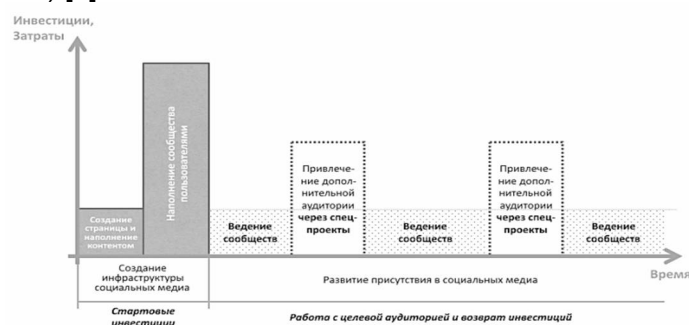 Инвестиции,
Затраты
Наполнение сообщества
пользователями
Создание
страницы и
наполнение
контентом
Ведение
сообществ
Привлече-
ние допол-
нительной
аудитории
через спец-
проекты
Ведение
сообществ
Привлече-
ние допол-
нительной
аудитории
через спец-
проекты
Ведение
сообществ
Время
Создание
инфраструктуры
социальных медиа
Развитие присутствия в социальных медиа
Стартовые
инвестиции
Работа с целевой аудиторией и возврат инвестиций